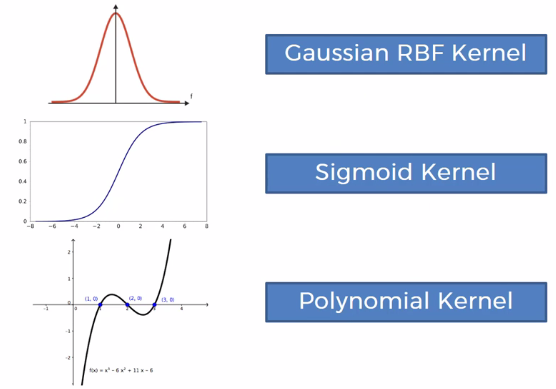 f
Gaussian RBF Kernel
1
0.8
0.6
0.4
0.2
0
-8 -6 -4 -2 0 2 4 6 8
Sigmoid Kernel
2
1
(1, 0) (2, 0) (3, 0)
-1 0 1 2 3 4
-1
-2
f(x) = x³ – 6 x² + 11 x – 6
Polynomial Kernel